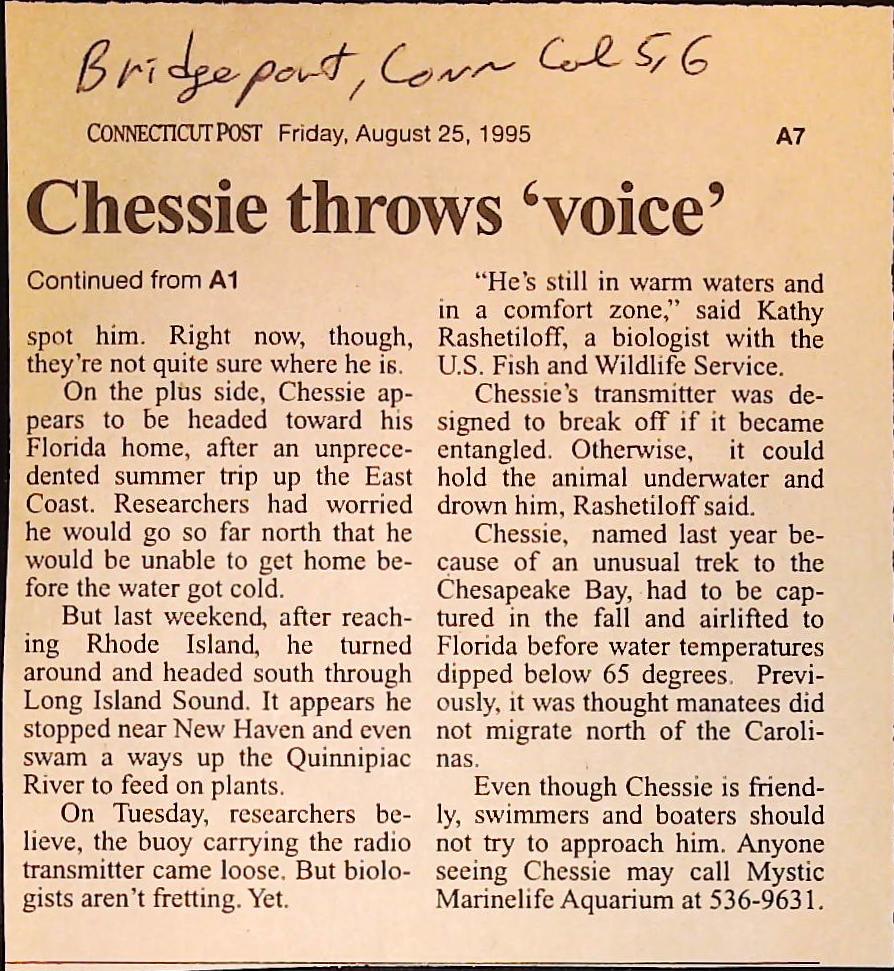 Bridgeport, Conn Col 5,6
CONNECTICUT POST Friday, August 25, 1995 A7
Chessie throws ‘voice’
Continued from A1
spot him. Right now, though,
they're not quite sure where he is.
On the plus side, Chessie ap-
pears to be headed toward his
Florida home, after an unprece-
dented summer trip up the East
Coast. Researchers had worried
he would go so far north that he
would be unable to get home be-
fore the water got cold.
But last weekend, after reach-
ing Rhode Island, he turned
around and headed south through
Long Island Sound. It appears he
stopped near New Haven and even
swam a ways up the Quinnipiac
River to feed on plants.
On Tuesday, researchers be-
lieve, the buoy carrying the radio
transmitter came loose. But biolo-
gists aren't fretting. Yet.
“He's still in warm waters and
in a comfort zone,” said Kathy
Rashetiloff, a biologist with the
U.S. Fish and Wildlife Service.
Chessie's transmitter was de-
signed to break off if it became
entangled. Otherwise, it could
hold the animal underwater and
drown him, Rashetiloff said.
Chessie, named last year be-
cause of an unusual trek to the
Chesapeake Bay, had to be cap-
tured in the fall and airlifted to
Florida before water temperatures
dipped below 65 degrees. Previ-
ously, it was thought manatees did
not migrate north of the Caroli-
nas.
Even though Chessie is friend-
ly, swimmers and boaters should
not try to approach him. Anyone
seeing Chessie may call Mystic
Marinelife Aquarium at 536-9631.